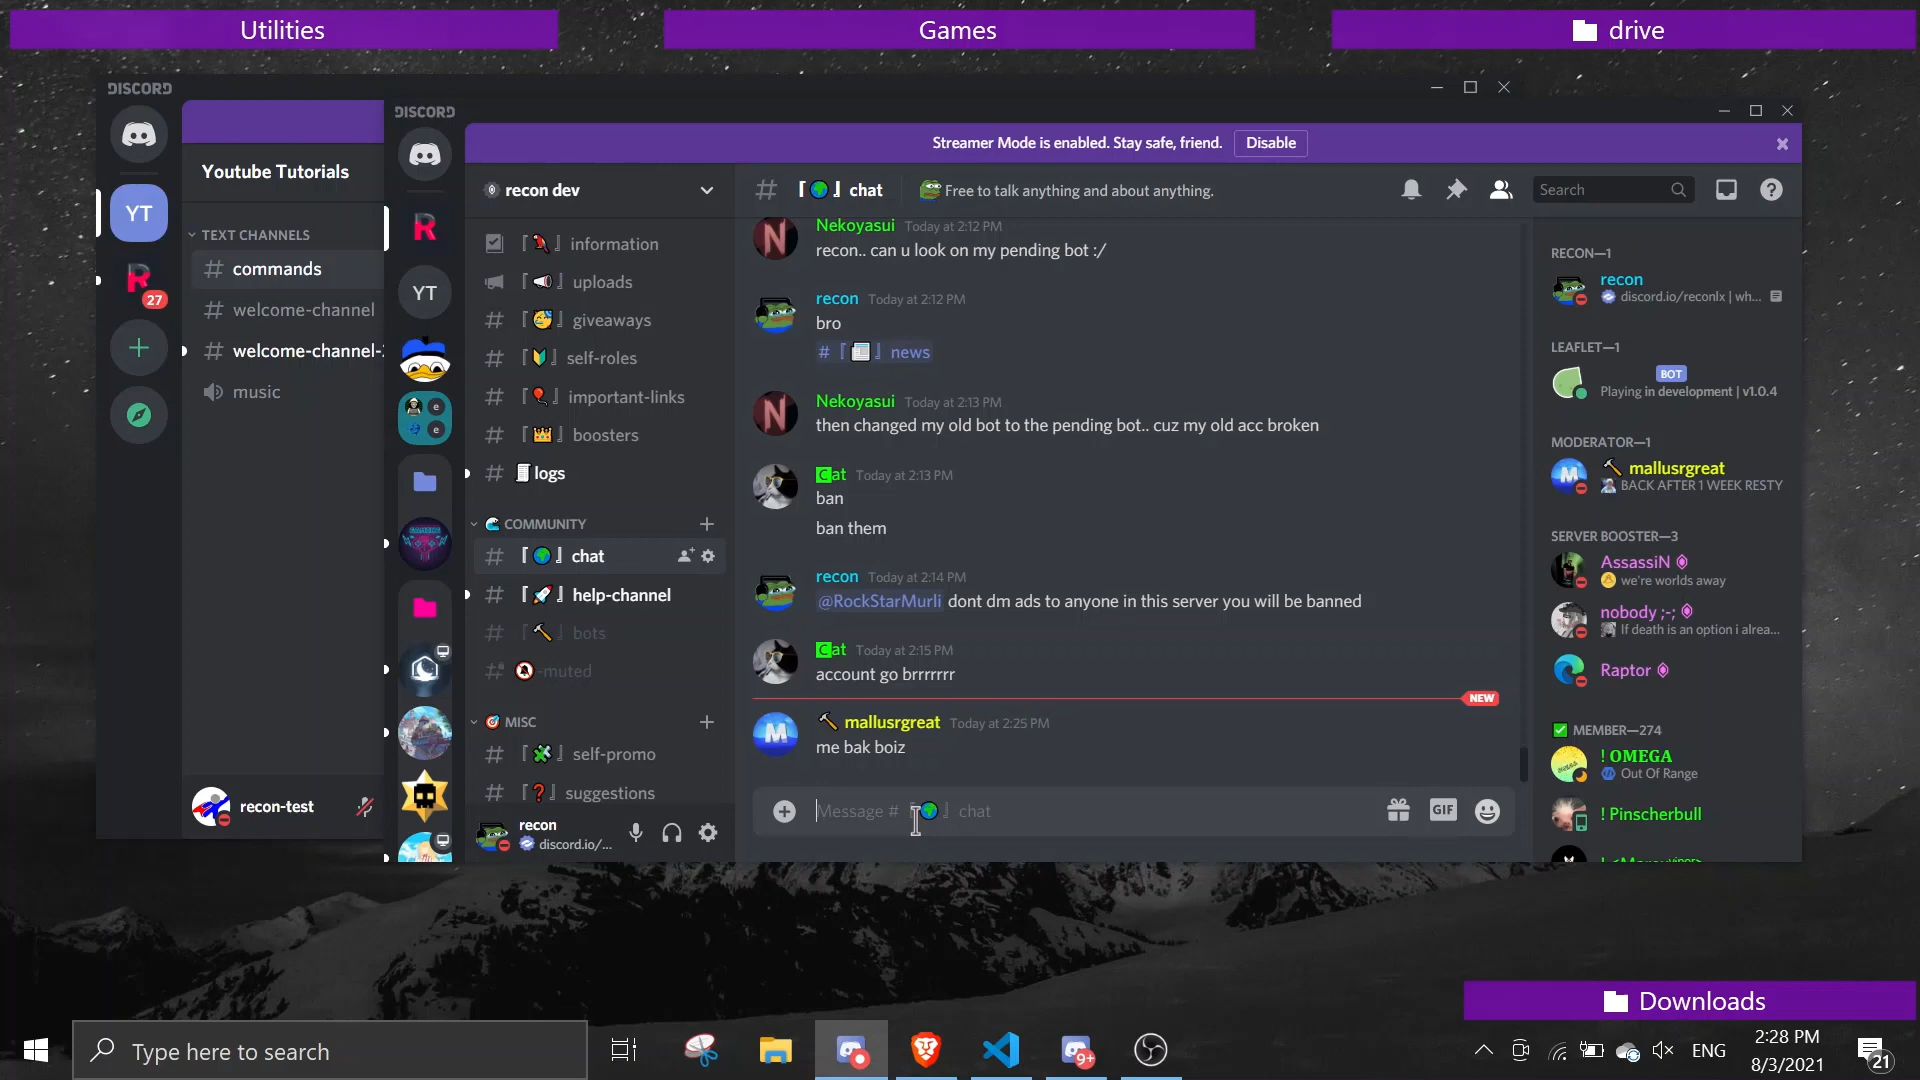 Utilities
Games
drive
DISCORD
YT
27
Youtube Tutorials
TEXT CHANNELS
# commands
# welcome-channel
# welcome-channel-
music
recon-test
DISCORD
R
YT
Streamer Mode is enabled. Stay safe, friend.
Disable
recon dev
# 『🌍』 chat
Free to talk anything and about anything.
Search
『🦜』 information
『📢』 uploads
# 『🥳』 giveaways
# 『🔰』 self-roles
# 『🎈』 important-links
# 『👑』 boosters
# 🧾logs
🌊 COMMUNITY
# 『🌍』 chat
# 『🚀』 help-channel
# 『🔨』 bots
# 🔕-muted
🎯 MISC
# 『🧩』 self-promo
# 『❓』 suggestions
recon
discord.io/...
Nekoyasui Today at 2:12 PM
recon.. can u look on my pending bot :/
recon Today at 2:12 PM
bro
# 『📰』 news
Nekoyasui Today at 2:13 PM
then changed my old bot to the pending bot.. cuz my old acc broken
Cat Today at 2:13 PM
ban
ban them
recon Today at 2:14 PM
@RockStarMurli dont dm ads to anyone in this server you will be banned
Cat Today at 2:15 PM
account go brrrrrrr
NEW
🔨 mallusrgreat Today at 2:25 PM
me bak boiz
Message # 『🌍』 chat
GIF
RECON—1
recon
discord.io/reconlx | wh...
LEAFLET—1
BOT
Playing in development | v1.0.4
MODERATOR—1
🔨 mallusrgreat
BACK AFTER 1 WEEK RESTY
SERVER BOOSTER—3
AssassiN
we're worlds away
nobody ;-;
If death is an option i alrea...
Raptor
✅ MEMBER—274
! OMEGA
Out Of Range
! Pinscherbull
Downloads
Type here to search
9+
ENG
2:28 PM
8/3/2021
21